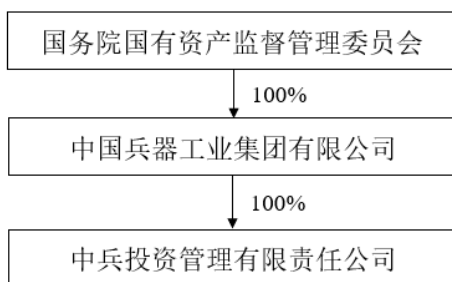 国务院国有资产监督管理委员会
100%
中国兵器工业集团有限公司
100%
中兵投资管理有限责任公司